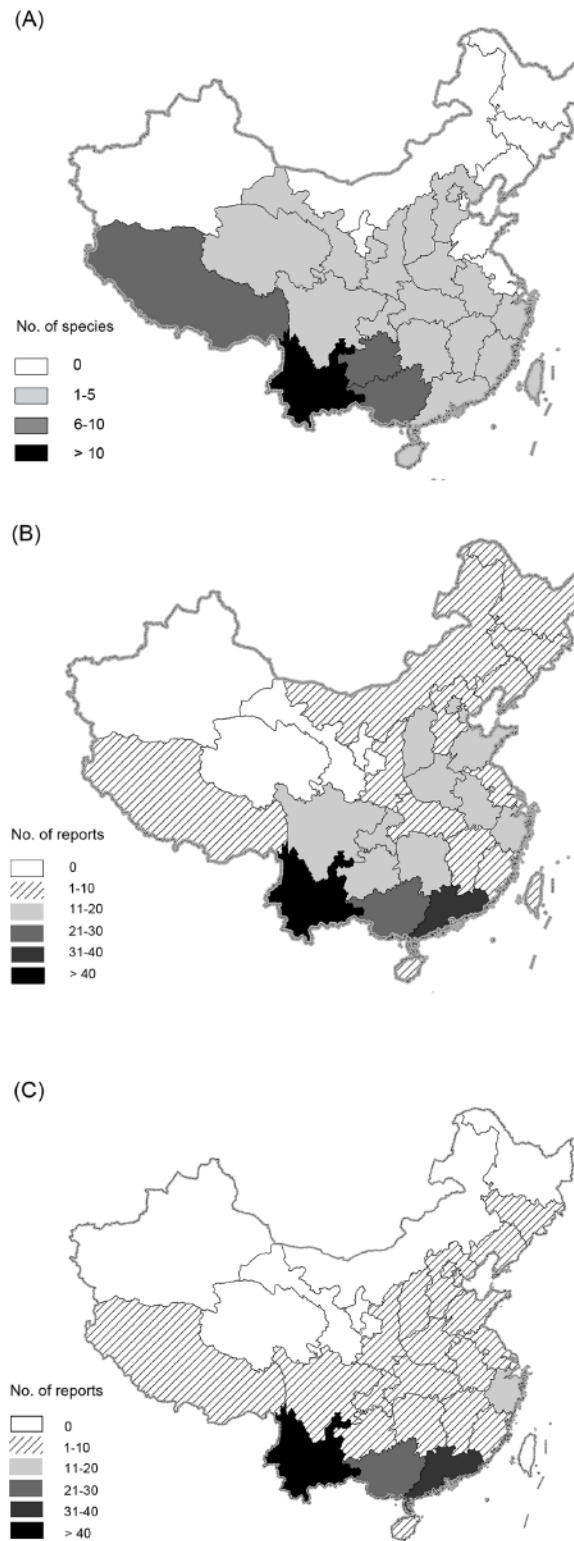 (A)
No. of species
0
1-5
6-10
> 10
(B)
No. of reports
0
1-10
11-20
21-30
31-40
> 40
(C)
No. of reports
0
1-10
11-20
21-30
31-40
> 40